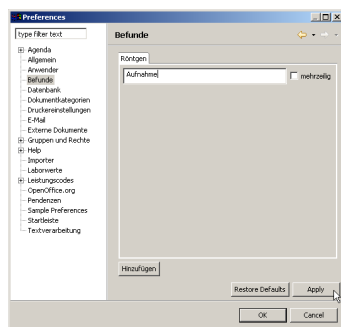 Preferences
type filter text
Befunde
Agenda
Allgemein
Anwender
Befunde
Datenbank
Dokumentkategorien
Druckereinstellungen
E-Mail
Externe Dokumente
Gruppen und Rechte
Help
Importer
Laborwerte
Leistungscodes
OpenOffice.org
Pendenzen
Sample Preferences
Startleiste
Textverarbeitung
Röntgen
Aufnahme
mehrzeilig
Hinzufügen
Restore Defaults
Apply
OK
Cancel